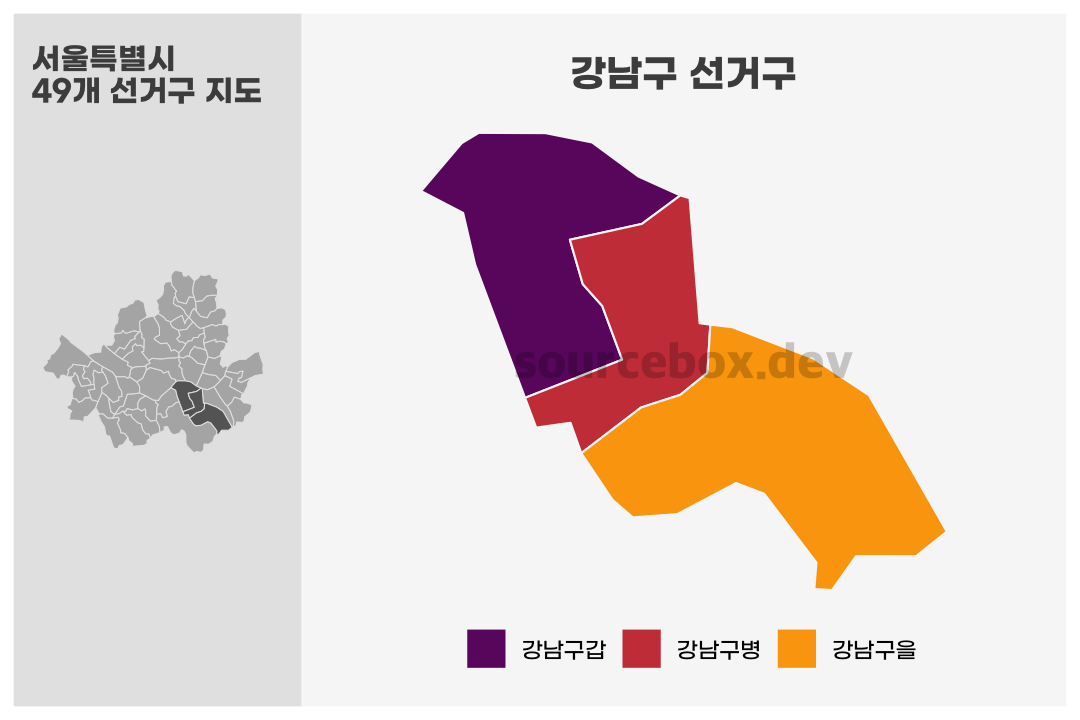 서울특별시
49개 선거구 지도
강남구 선거구
sourcebox.dev
강남구갑
강남구병
강남구을